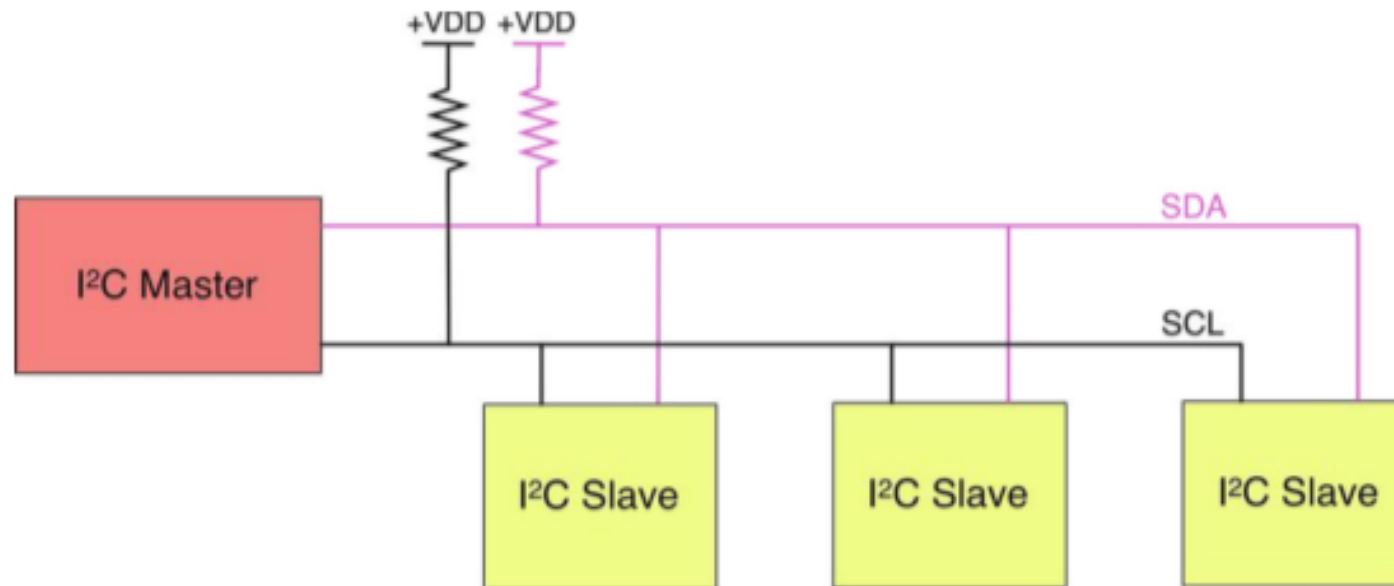 +VDD +VDD
SDA
I²C Master
SCL
I²C Slave
I²C Slave
I²C Slave